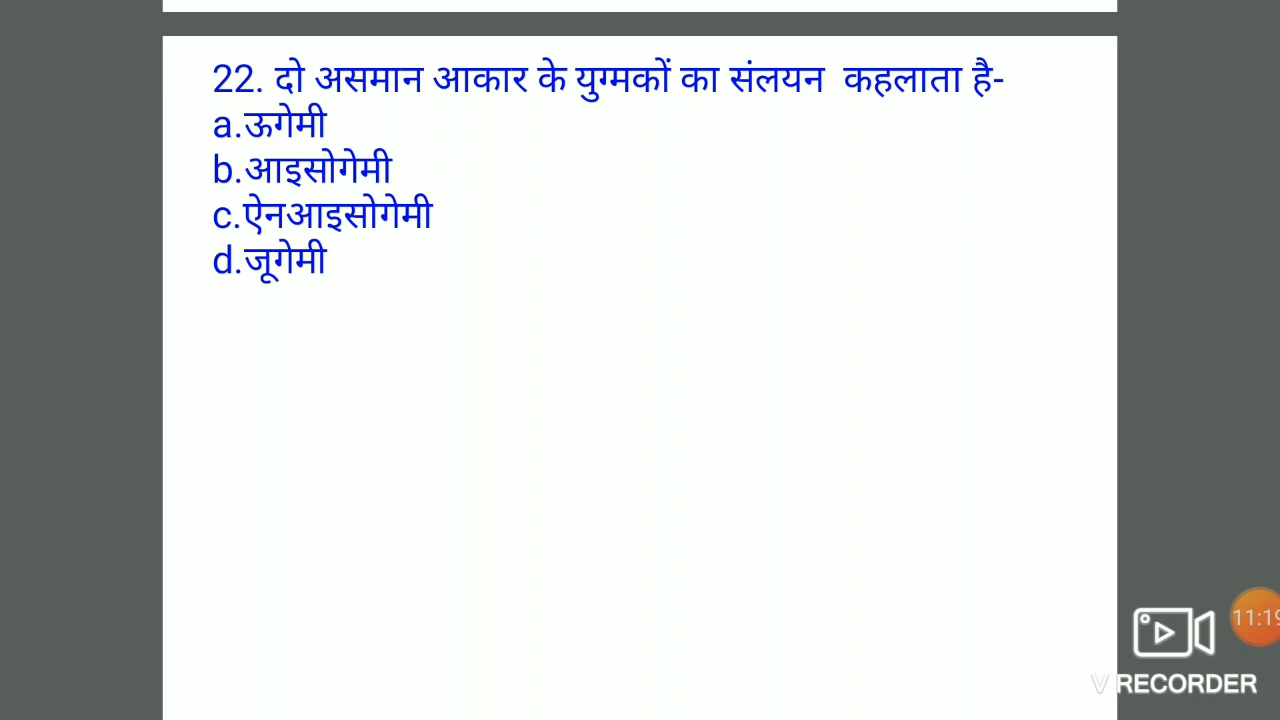 22. दो असमान आकार के युग्मकों का संलयन  कहलाता है-
a.ऊगेमी
b.आइसोगेमी
c.ऐनआइसोगेमी
d.जूगेमी
11:19
V RECORDER